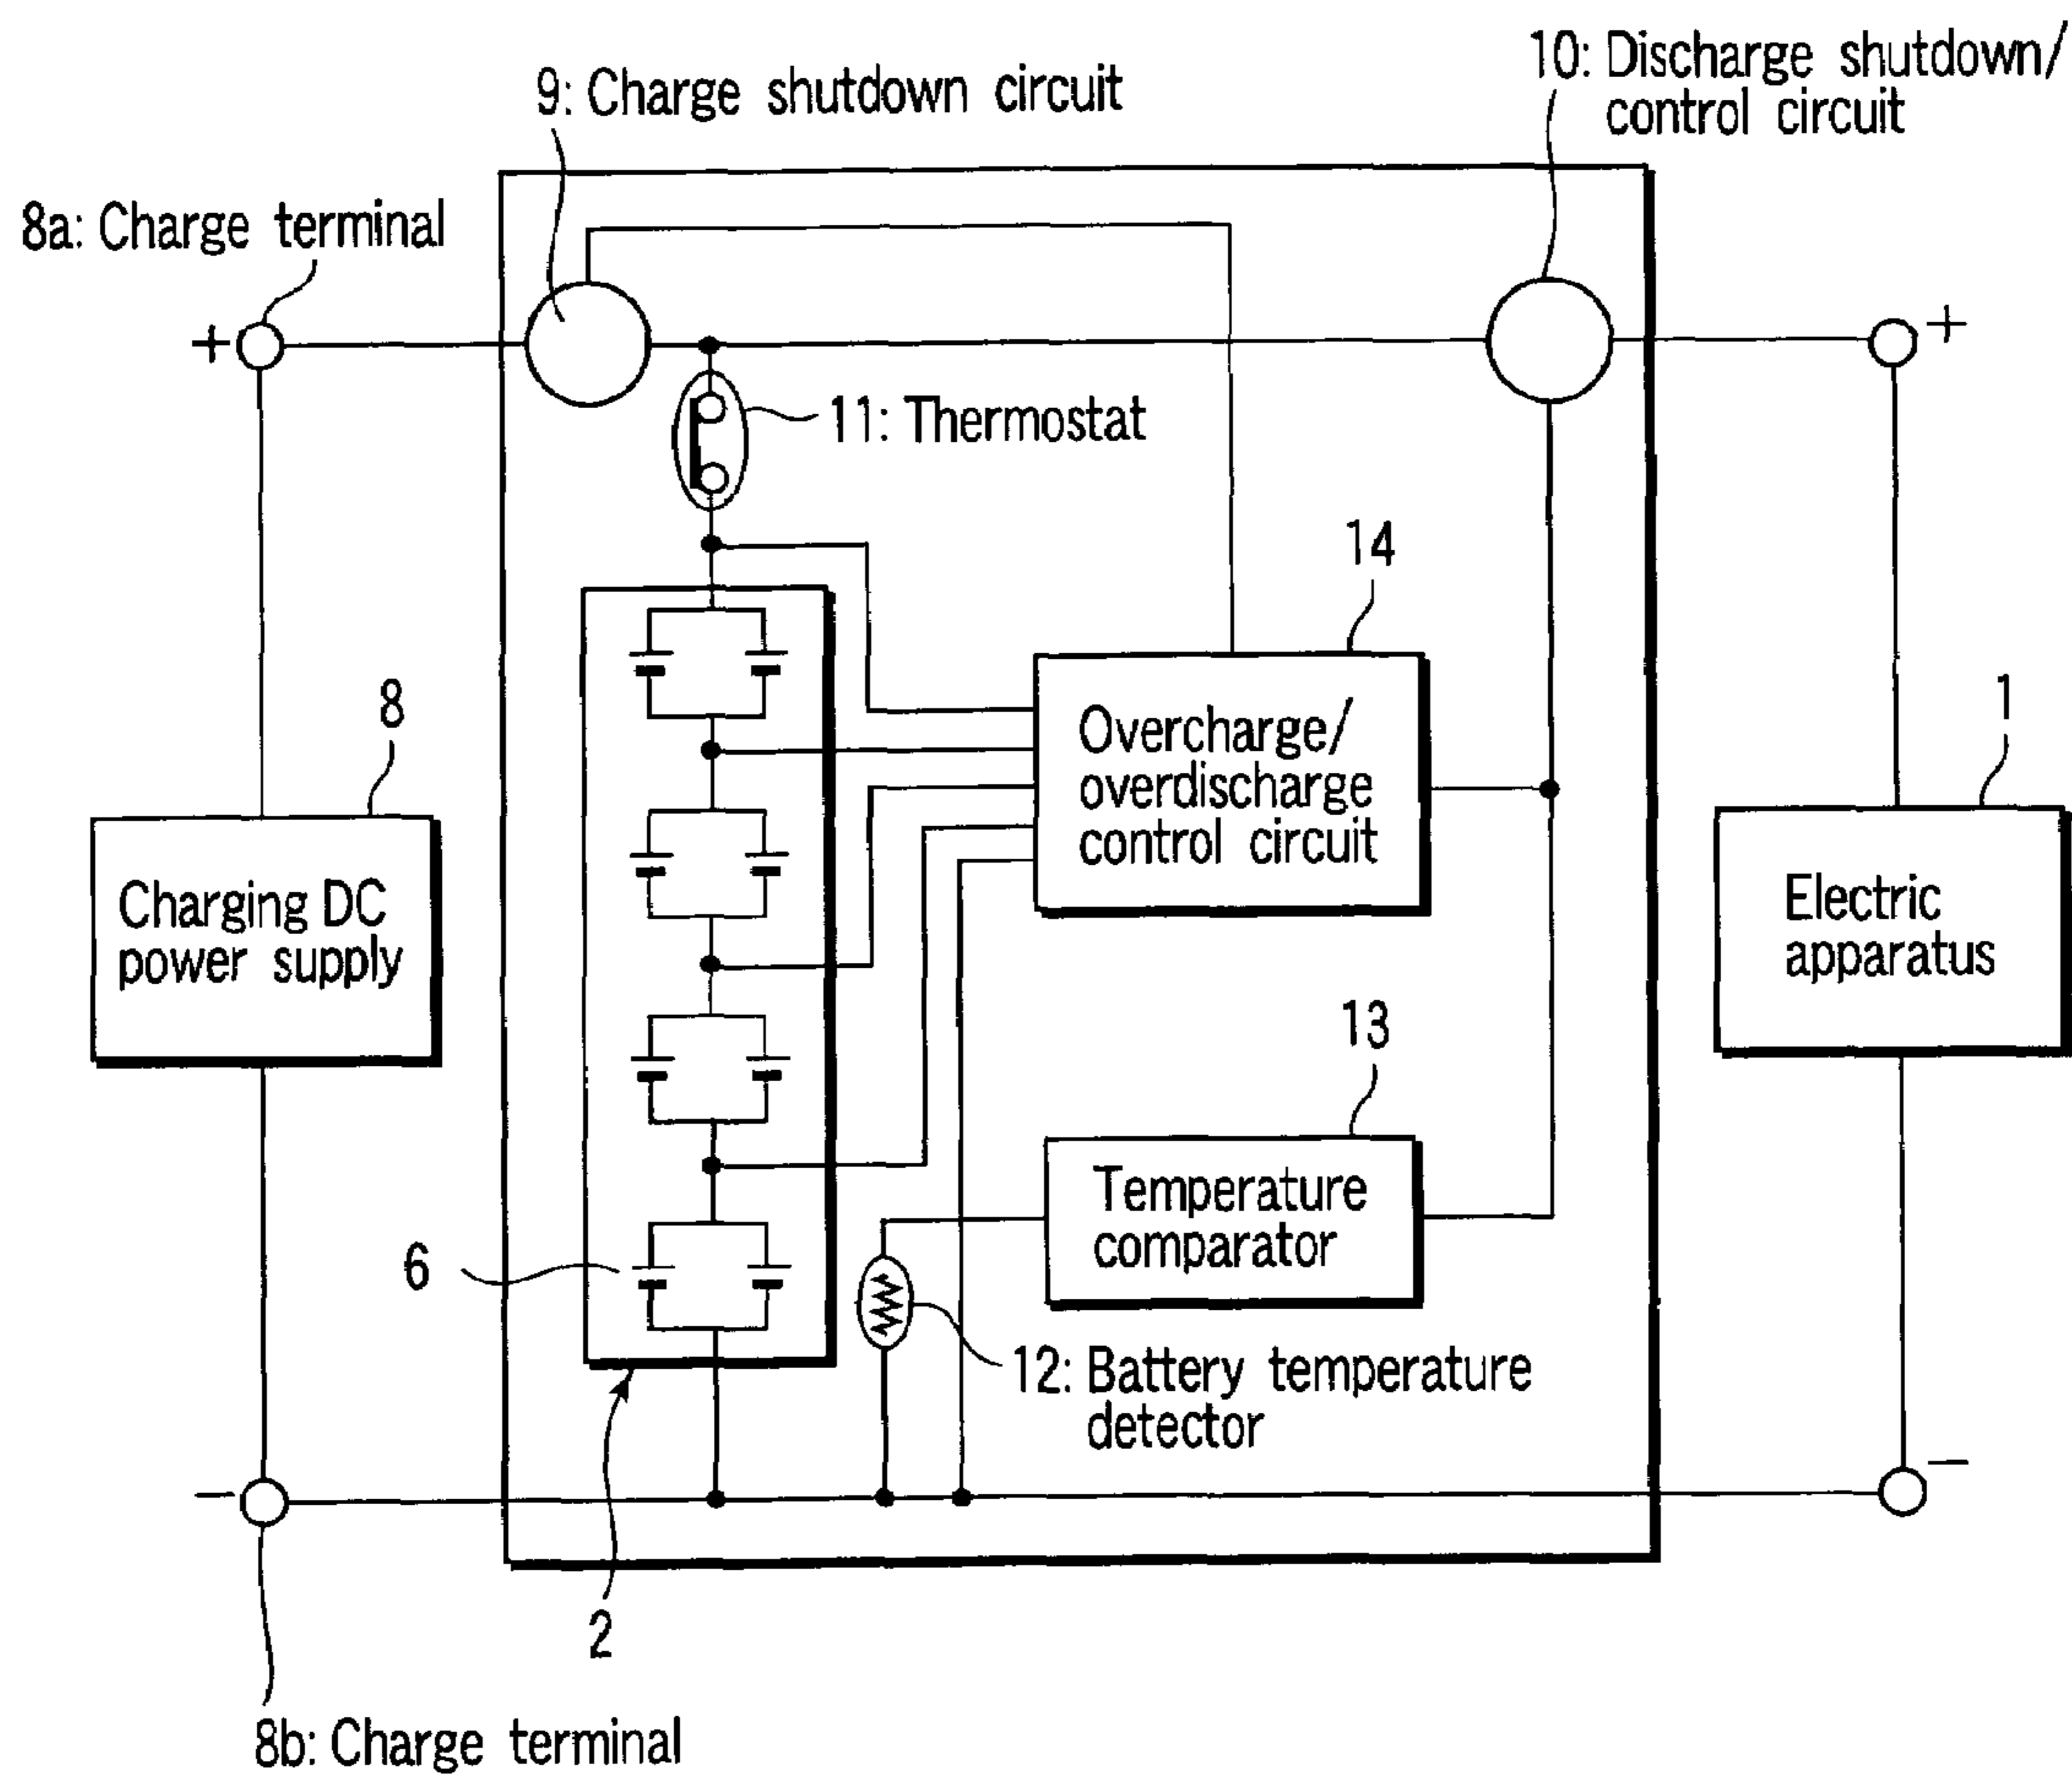 10: Discharge shutdown/
control circuit
9: Charge shutdown circuit
8a: Charge terminal
+
+
11: Thermostat
14
8
1
Overcharge/
overdischarge
control circuit
Charging DC
power supply
Electric
apparatus
13
Temperature
comparator
6
12: Battery temperature
detector
−
−
2
8b: Charge terminal